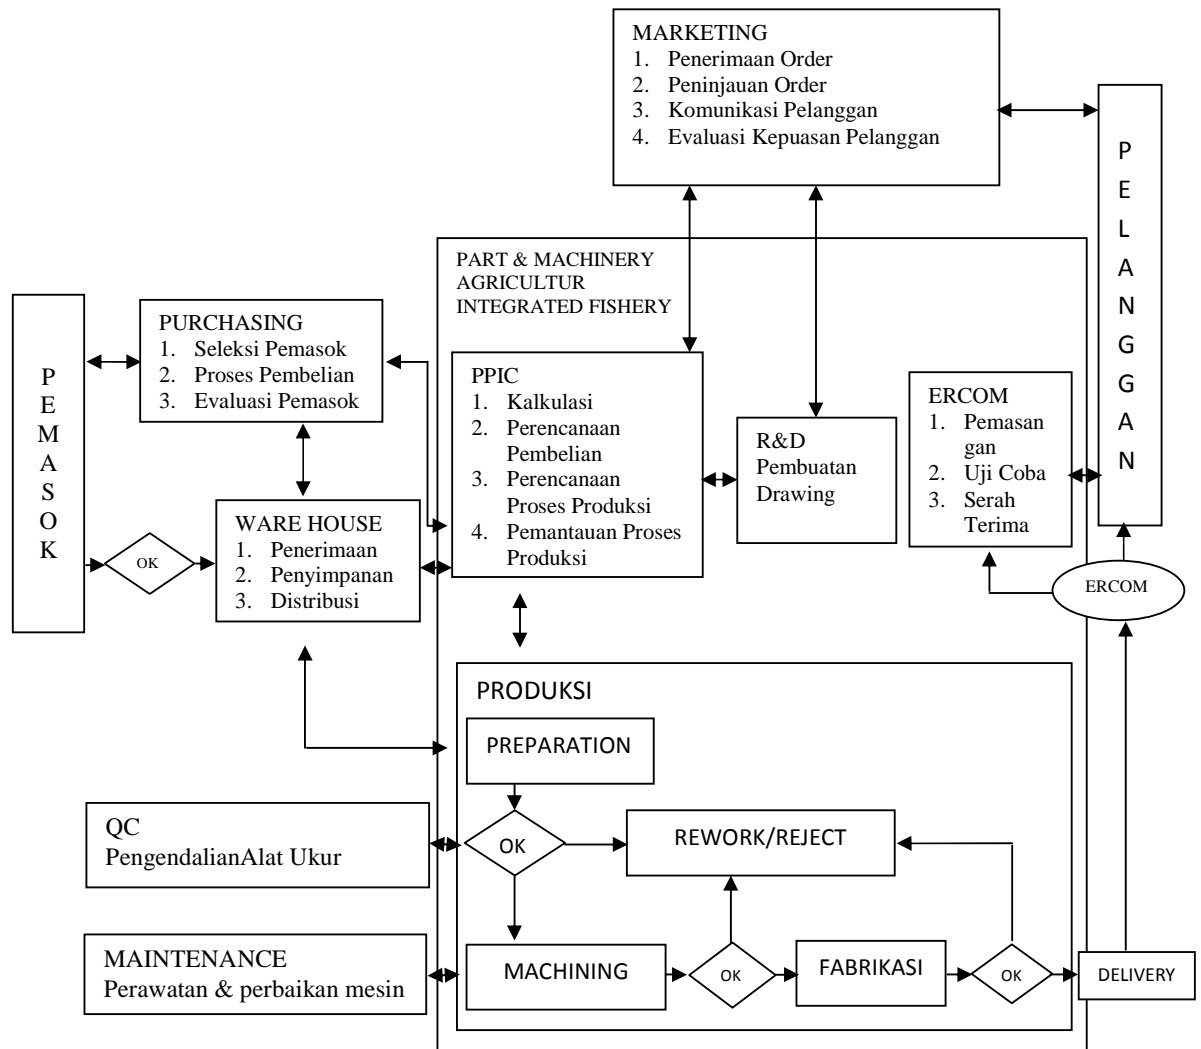 MARKETING
1. Penerimaan Order
2. Peninjauan Order
3. Komunikasi Pelanggan
4. Evaluasi Kepuasan Pelanggan
P
E
L
A
N
G
G
A
N
PART & MACHINERY
AGRICULTUR
INTEGRATED FISHERY
P
E
M
A
S
O
K
PURCHASING
1. Seleksi Pemasok
2. Proses Pembelian
3. Evaluasi Pemasok
PPIC
1. Kalkulasi
2. Perencanaan
Pembelian
3. Perencanaan
Proses Produksi
4. Pemantauan Proses
Produksi
R&D
Pembuatan
Drawing
ERCOM
1. Pemasan
gan
2. Uji Coba
3. Serah
Terima
OK
WARE HOUSE
1. Penerimaan
2. Penyimpanan
3. Distribusi
ERCOM
PRODUKSI
PREPARATION
QC
PengendalianAlat Ukur
OK
REWORK/REJECT
MAINTENANCE
Perawatan & perbaikan mesin
MACHINING
OK
FABRIKASI
OK
DELIVERY